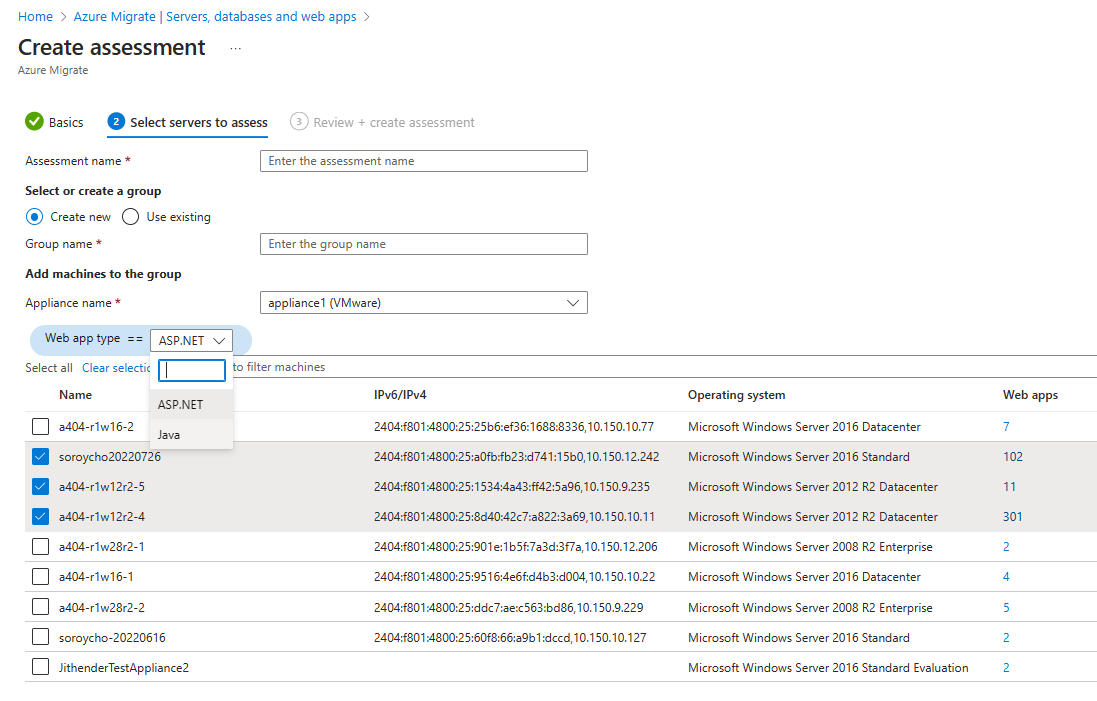 Home > Azure Migrate | Servers, databases and web apps >
Create assessment ...
Azure Migrate
Basics 2 Select servers to assess 3 Review + create assessment
Assessment name * Enter the assessment name
Select or create a group
Create new Use existing
Group name * Enter the group name
Add machines to the group
Appliance name * appliance1 (VMware)
Web app type == ASP.NET
Select all Clear selectio to filter machines
ASP.NET
Java
Name IPv6/IPv4 Operating system Web apps
a404-r1w16-2 2404:f801:4800:25:25b6:ef36:1688:8336,10.150.10.77 Microsoft Windows Server 2016 Datacenter 7
soroycho20220726 2404:f801:4800:25:a0fb:fb23:d741:15b0,10.150.12.242 Microsoft Windows Server 2016 Standard 102
a404-r1w12r2-5 2404:f801:4800:25:1534:4a43:ff42:5a96,10.150.9.235 Microsoft Windows Server 2012 R2 Datacenter 11
a404-r1w12r2-4 2404:f801:4800:25:8d40:42c7:a822:3a69,10.150.10.11 Microsoft Windows Server 2012 R2 Datacenter 301
a404-r1w28r2-1 2404:f801:4800:25:901e:1b5f:7a3d:3f7a,10.150.12.206 Microsoft Windows Server 2008 R2 Enterprise 2
a404-r1w16-1 2404:f801:4800:25:9516:4e6f:d4b3:d004,10.150.10.22 Microsoft Windows Server 2016 Datacenter 4
a404-r1w28r2-2 2404:f801:4800:25:ddc7:ae:c563:bd86,10.150.9.229 Microsoft Windows Server 2008 R2 Enterprise 5
soroycho-20220616 2404:f801:4800:25:60f8:66:a9b1:dccd,10.150.10.127 Microsoft Windows Server 2016 Standard 2
JithenderTestAppliance2 Microsoft Windows Server 2016 Standard Evaluation 2